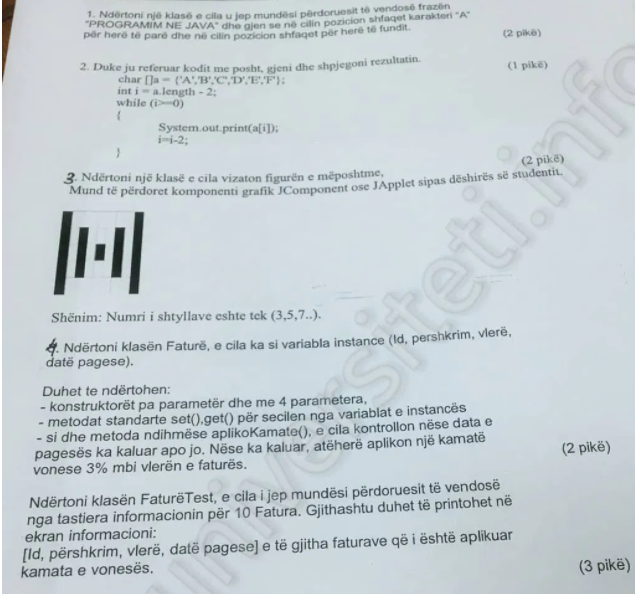 1. Ndërtoni një klasë e cila u jep mundësi përdoruesit të vendosë frazën
"PROGRAMIM NE JAVA" dhe gjen se në cilin pozicion shfaqet karakteri "A"
për herë të parë dhe në cilin pozicion shfaqet për herë të fundit.
(2 pikë)
2. Duke ju referuar kodit me posht, gjeni dhe shpjegoni rezultatin.
(1 pikë)
char []a = {'A','B','C','D','E','F'};
int i = a.length - 2;
while (i>=0)
{
System.out.print(a[i]);
i=i-2;
}
(2 pikë)
3. Ndërtoni një klasë e cila vizaton figurën e mëposhtme,
Mund të përdoret komponenti grafik JComponent ose JApplet sipas dëshirës së studentit.
Shënim: Numri i shtyllave eshte tek (3,5,7..).
4. Ndërtoni klasën Faturë, e cila ka si variabla instance (Id, pershkrim, vlerë,
datë pagese).
Duhet te ndërtohen:
- konstruktorët pa parametër dhe me 4 parametera,
- metodat standarte set(),get() për secilen nga variablat e instancës
- si dhe metoda ndihmëse aplikoKamate(), e cila kontrollon nëse data e
pagesës ka kaluar apo jo. Nëse ka kaluar, atëherë aplikon një kamatë
vonese 3% mbi vlerën e faturës.
(2 pikë)
Ndërtoni klasën FaturëTest, e cila i jep mundësi përdoruesit të vendosë
nga tastiera informacionin për 10 Fatura. Gjithashtu duhet të printohet në
ekran informacioni:
[Id, përshkrim, vlerë, datë pagese] e të gjitha faturave që i është aplikuar
kamata e vonesës.
(3 pikë)
universiteti.info